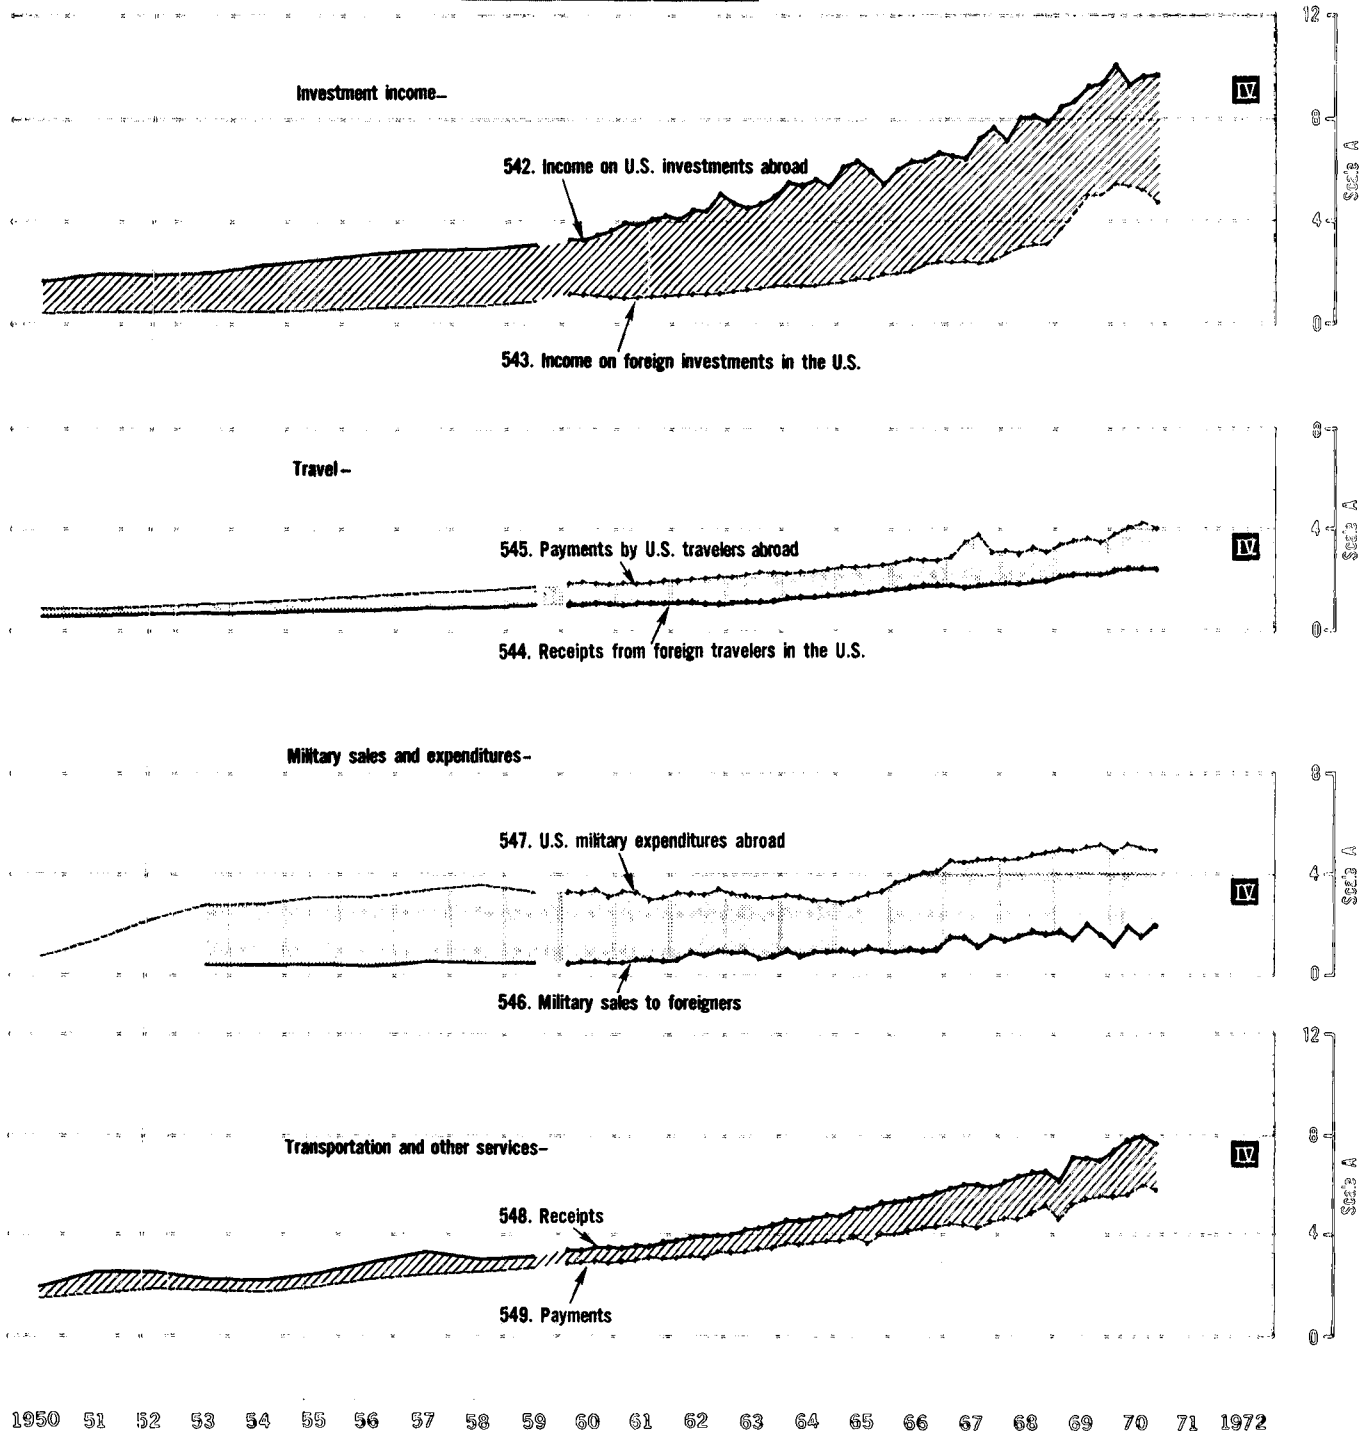 12
Investment income—
IV
8
542. Income on U.S. investments abroad
Scale A
4
0
543. Income on foreign investments in the U.S.
8
Travel—
545. Payments by U.S. travelers abroad
4
IV
Scale A
0
544. Receipts from foreign travelers in the U.S.
Military sales and expenditures—
8
547. U.S. military expenditures abroad
4
IV
Scale A
0
546. Military sales to foreigners
12
Transportation and other services—
8
IV
Scale A
548. Receipts
4
549. Payments
0
1950 51 52 53 54 55 56 57 58 59 60 61 62 63 64 65 66 67 68 69 70 71 1972